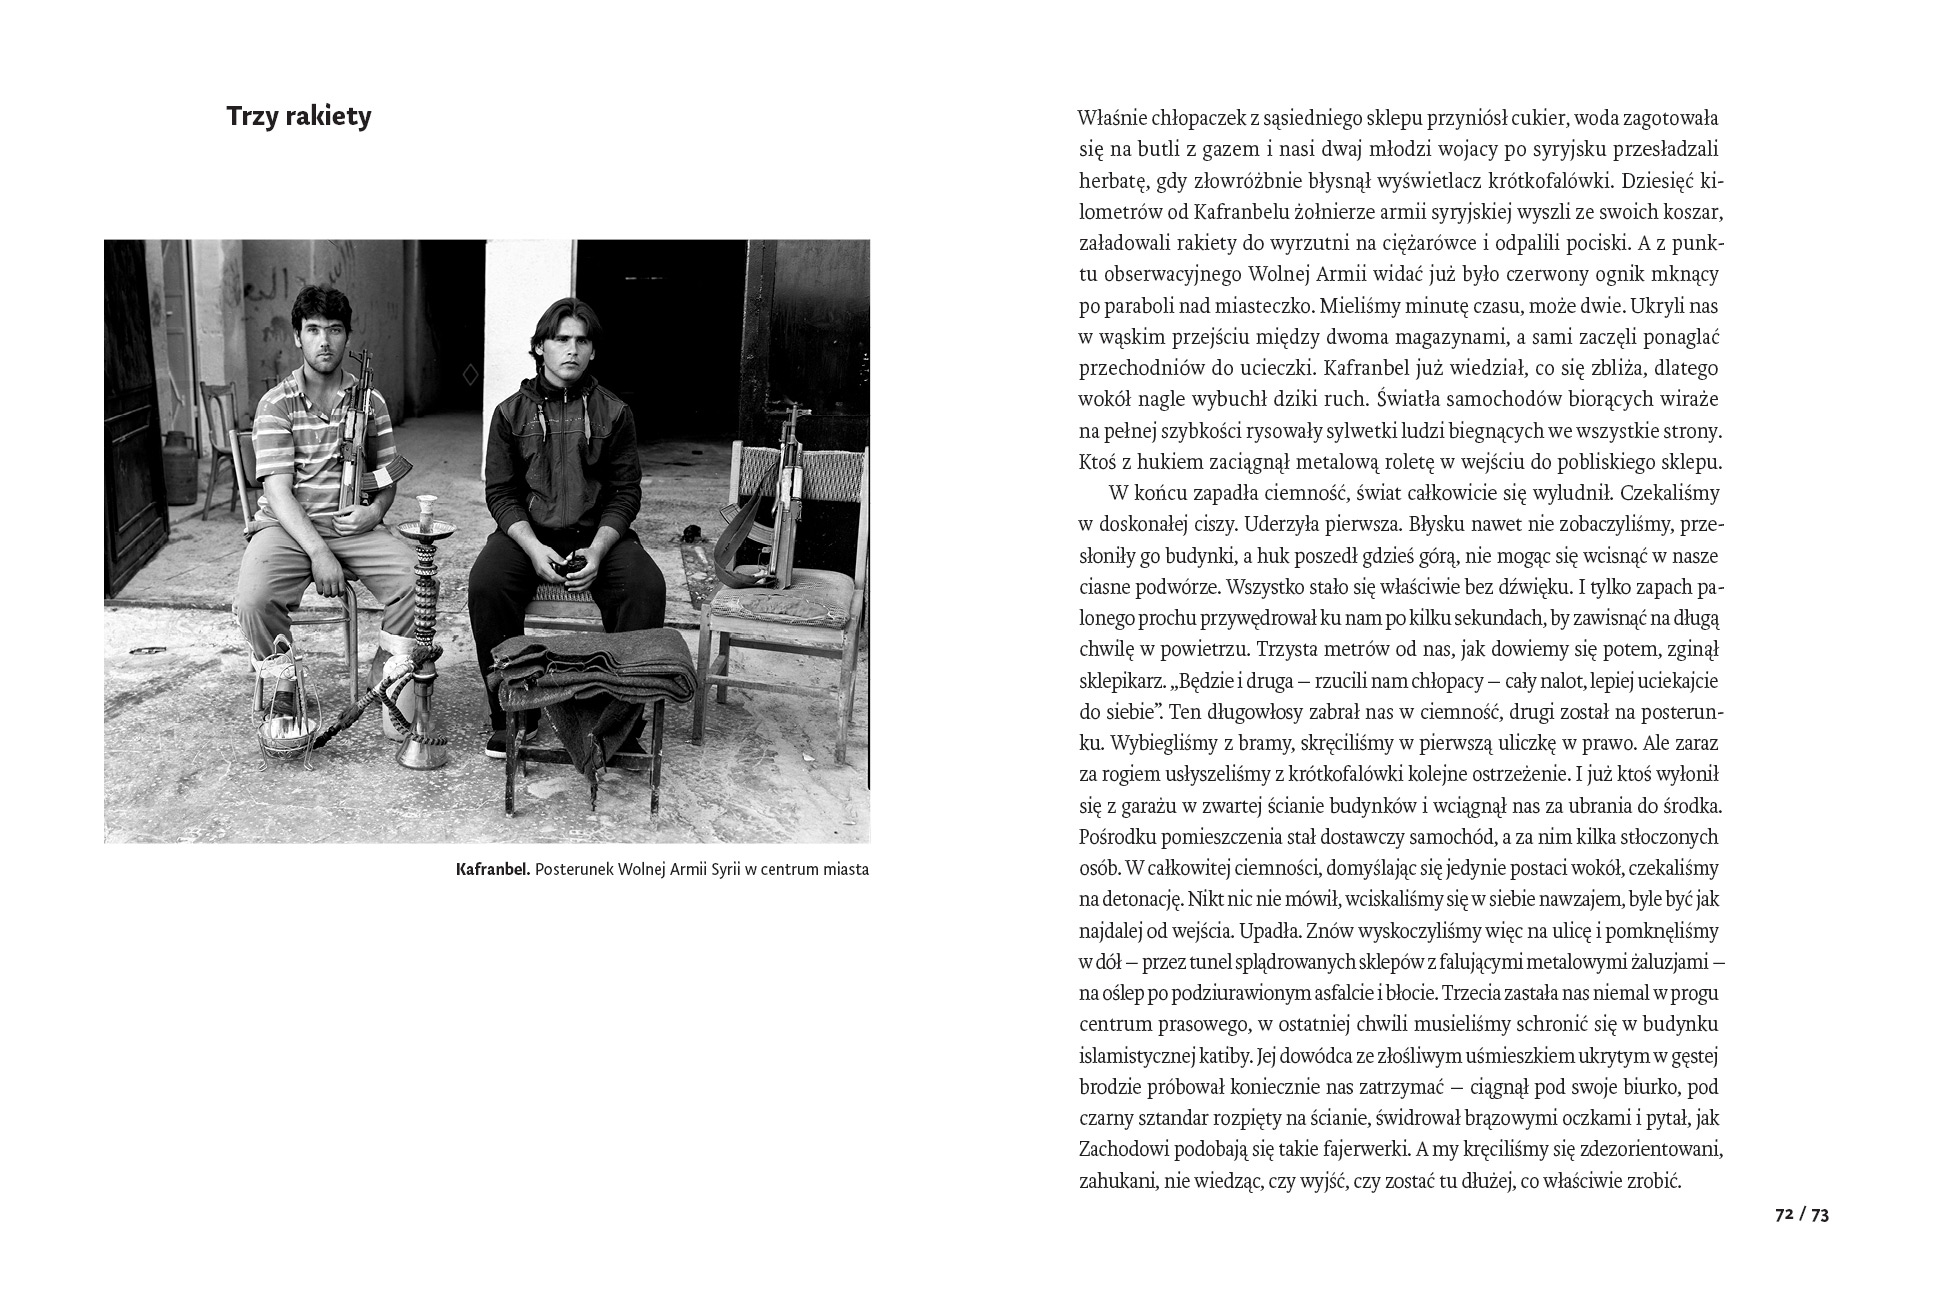 Trzy rakiety
Kafranbel. Posterunek Wolnej Armii Syrii w centrum miasta
Właśnie chłopaczek z sąsiedniego sklepu przyniósł cukier, woda zagotowała
się na butli z gazem i nasi dwaj młodzi wojacy po syryjsku przesładzali
herbatę, gdy złowróżbnie błysnął wyświetlacz krótkofalówki. Dziesięć ki-
lometrów od Kafranbelu żołnierze armii syryjskiej wyszli ze swoich koszar,
załadowali rakiety do wyrzutni na ciężarówce i odpalili pociski. A z punk-
tu obserwacyjnego Wolnej Armii widać już było czerwony ognik mknący
po paraboli nad miasteczko. Mieliśmy minutę czasu, może dwie. Ukryli nas
w wąskim przejściu między dwoma magazynami, a sami zaczęli ponaglać
przechodniów do ucieczki. Kafranbel już wiedział, co się zbliża, dlatego
wokół nagle wybuchł dziki ruch. Światła samochodów biorących wiraże
na pełnej szybkości rysowały sylwetki ludzi biegnących we wszystkie strony.
Ktoś z hukiem zaciągnął metalową roletę w wejściu do pobliskiego sklepu.
W końcu zapadła ciemność, świat całkowicie się wyludnił. Czekaliśmy
w doskonałej ciszy. Uderzyła pierwsza. Błysku nawet nie zobaczyliśmy, prze-
słoniły go budynki, a huk poszedł gdzieś górą, nie mogąc się wcisnąć w nasze
ciasne podwórze. Wszystko stało się właściwie bez dźwięku. I tylko zapach pa-
lonego prochu przywędrował ku nam po kilku sekundach, by zawisnąć na długą
chwilę w powietrzu. Trzysta metrów od nas, jak dowiemy się potem, zginął
sklepikarz. „Będzie i druga – rzucili nam chłopacy – cały nalot, lepiej uciekajcie
do siebie”. Ten długowłosy zabrał nas w ciemność, drugi został na posterun-
ku. Wybiegliśmy z bramy, skręciliśmy w pierwszą uliczkę w prawo. Ale zaraz
za rogiem usłyszeliśmy z krótkofalówki kolejne ostrzeżenie. I już ktoś wyłonił
się z garażu w zwartej ścianie budynków i wciągnął nas za ubrania do środka.
Pośrodku pomieszczenia stał dostawczy samochód, a za nim kilka stłoczonych
osób. W całkowitej ciemności, domyślając się jedynie postaci wokół, czekaliśmy
na detonację. Nikt nic nie mówił, wciskaliśmy się w siebie nawzajem, byle być jak
najdalej od wejścia. Upadła. Znów wyskoczyliśmy więc na ulicę i pomknęliśmy
w dół – przez tunel splądrowanych sklepów z falującymi metalowymi żaluzjami –
na oślep po podziurawionym asfalcie i błocie. Trzecia zastała nas niemal w progu
centrum prasowego, w ostatniej chwili musieliśmy schronić się w budynku
islamistycznej katiby. Jej dowódca ze złośliwym uśmieszkiem ukrytym w gęstej
brodzie próbował koniecznie nas zatrzymać – ciągnął pod swoje biurko, pod
czarny sztandar rozpięty na ścianie, świdrował brązowymi oczkami i pytał, jak
Zachodowi podobają się takie fajerwerki. A my kręciliśmy się zdezorientowani,
zahukani, nie wiedząc, czy wyjść, czy zostać tu dłużej, co właściwie zrobić.
72 / 73